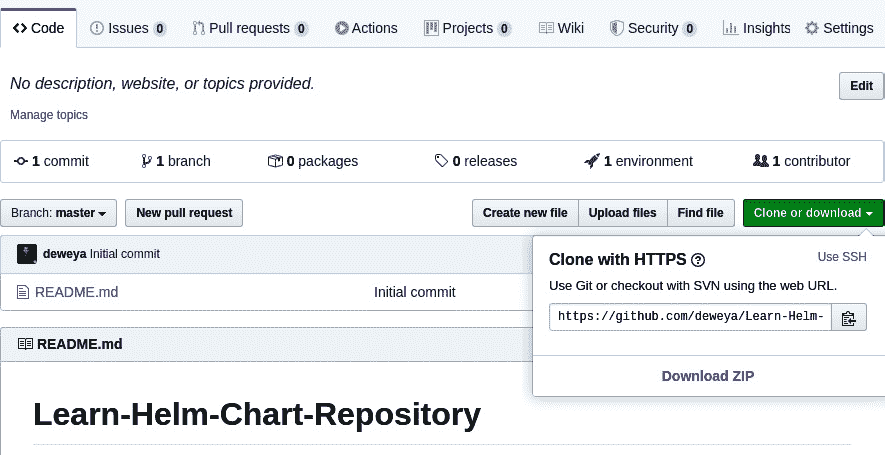 Code Issues 0 Pull requests 0 Actions Projects 0 Wiki Security 0 Insights Settings
No description, website, or topics provided.
Edit
Manage topics
1 commit 1 branch 0 packages 0 releases 1 environment 1 contributor
Branch: master New pull request Create new file Upload files Find file Clone or download
deweya Initial commit
README.md Initial commit
Clone with HTTPS Use SSH
Use Git or checkout with SVN using the web URL.
https://github.com/deweya/Learn-Helm-
Download ZIP
README.md
Learn-Helm-Chart-Repository